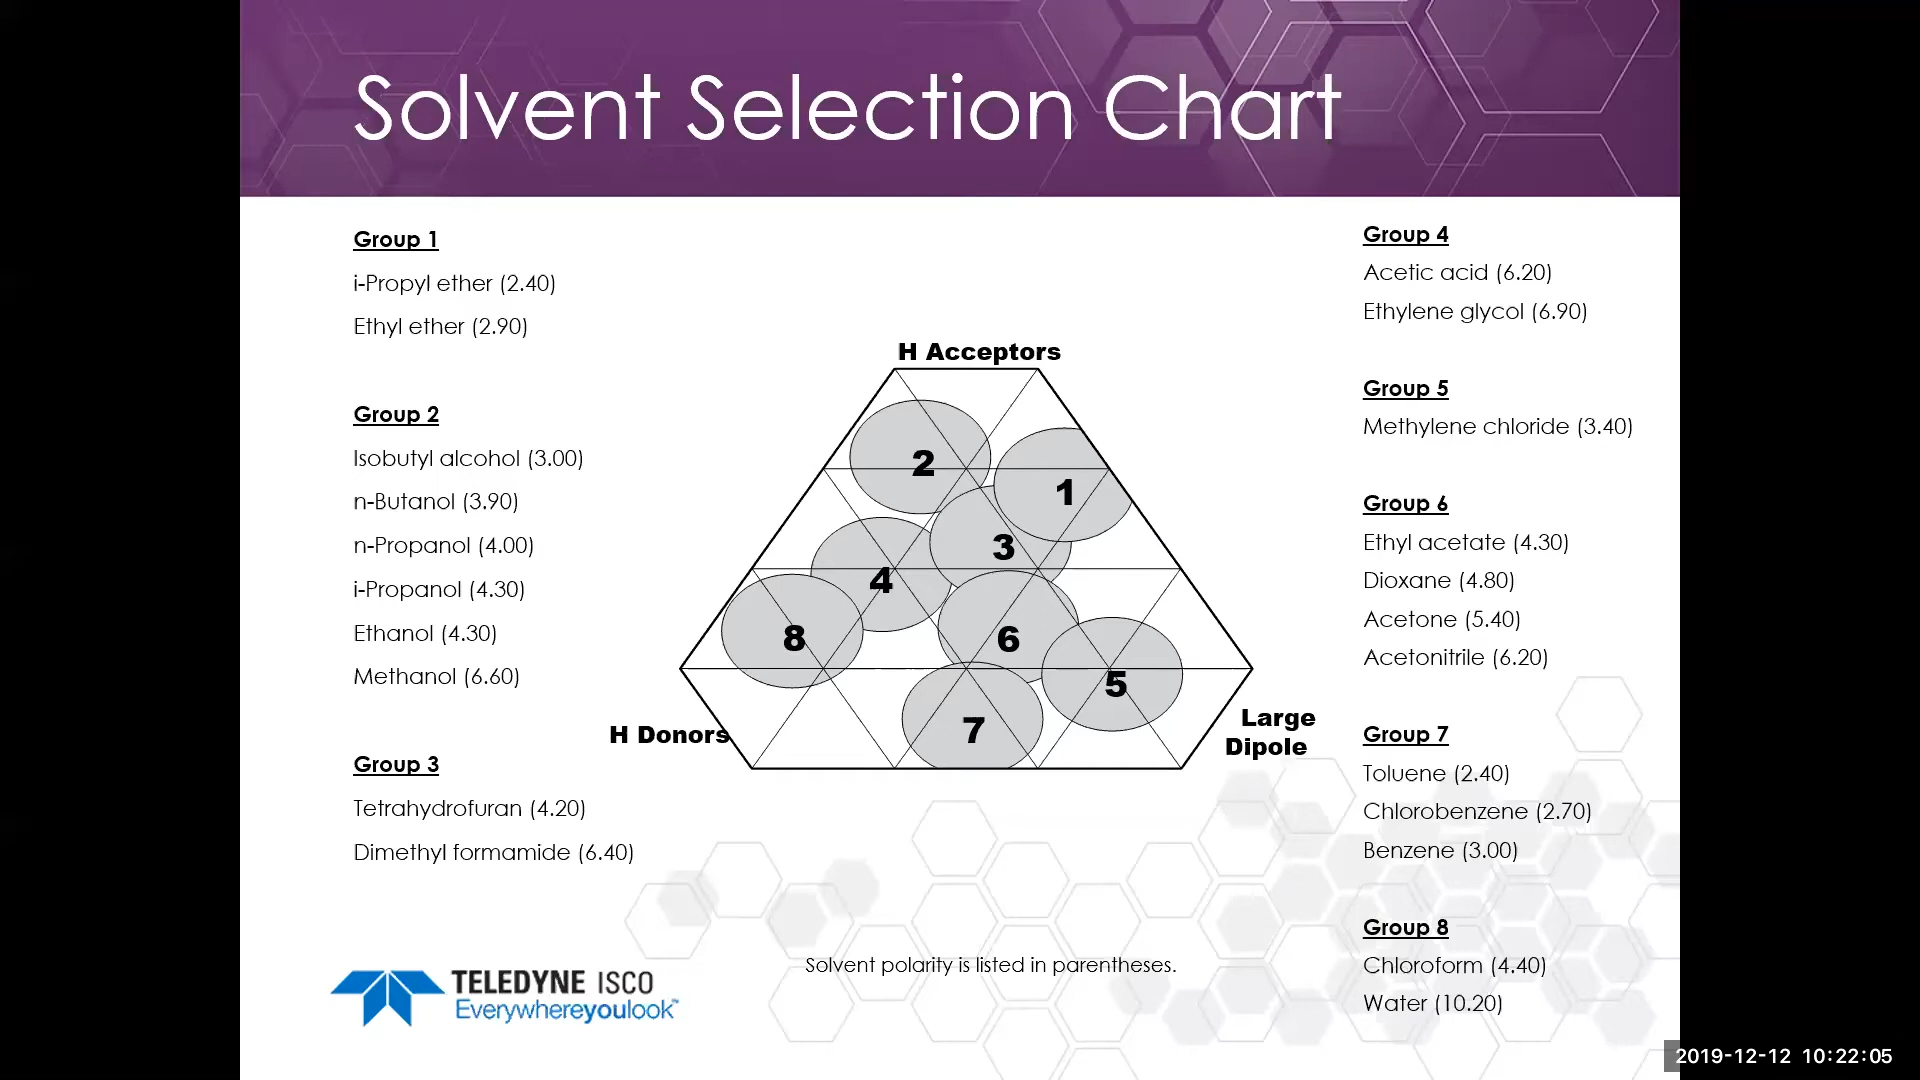 Solvent Selection Chart
Group 1
i-Propyl ether (2.40)
Ethyl ether (2.90)
Group 2
Isobutyl alcohol (3.00)
n-Butanol (3.90)
n-Propanol (4.00)
i-Propanol (4.30)
Ethanol (4.30)
Methanol (6.60)
Group 3
Tetrahydrofuran (4.20)
Dimethyl formamide (6.40)
H Acceptors
2
1
3
4
8
6
5
7
H Donors
Large
Dipole
Group 4
Acetic acid (6.20)
Ethylene glycol (6.90)
Group 5
Methylene chloride (3.40)
Group 6
Ethyl acetate (4.30)
Dioxane (4.80)
Acetone (5.40)
Acetonitrile (6.20)
Group 7
Toluene (2.40)
Chlorobenzene (2.70)
Benzene (3.00)
Group 8
Chloroform (4.40)
Water (10.20)
Solvent polarity is listed in parentheses.
TELEDYNE ISCO
Everywhereyoulook™
2019-12-12 10:22:05